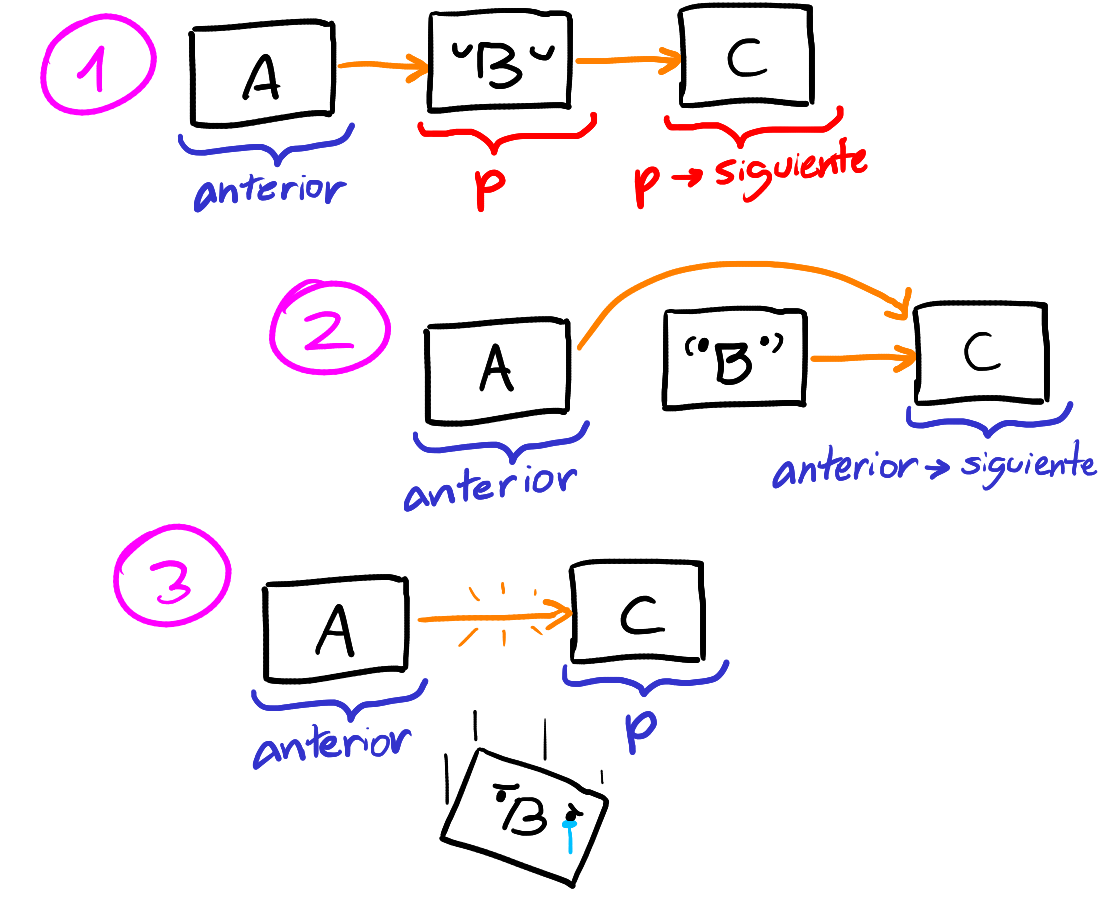 1
A "B" C
anterior p p → siguiente
2
A "B" C
anterior anterior → siguiente
3
A C
anterior p
B